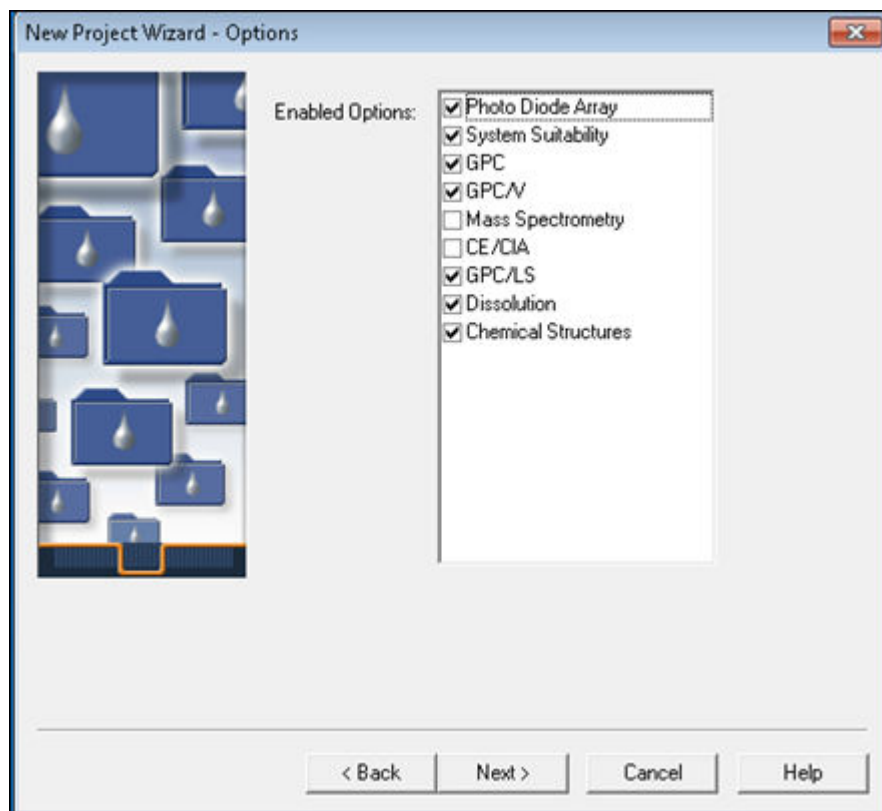 New Project Wizard - Options
Enabled Options:
Photo Diode Array
System Suitability
GPC
GPC/V
Mass Spectrometry
CE/CIA
GPC/LS
Dissolution
Chemical Structures
< Back
Next >
Cancel
Help